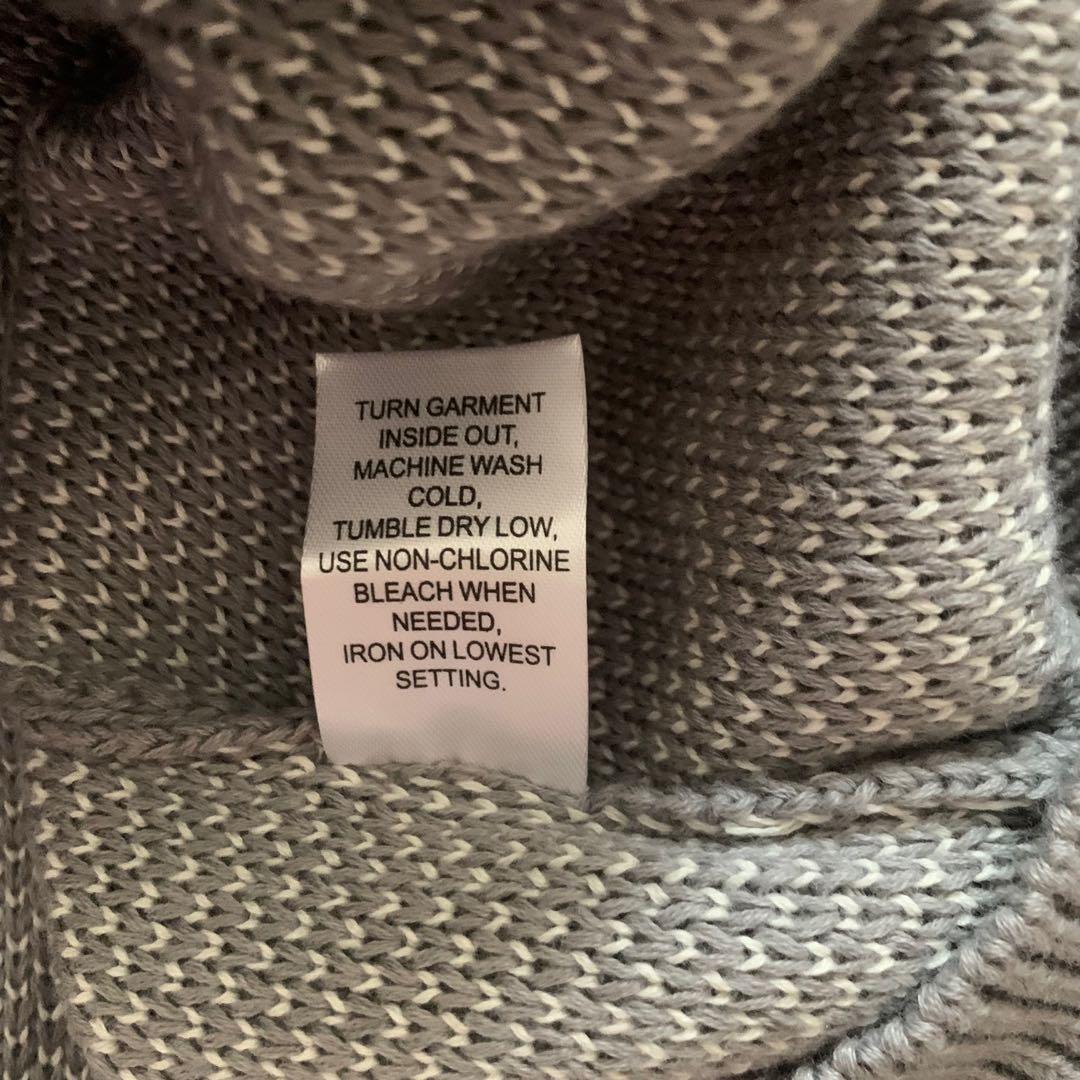 TURN GARMENT
INSIDE OUT,
MACHINE WASH
COLD,
TUMBLE DRY LOW,
USE NON-CHLORINE
BLEACH WHEN
NEEDED,
IRON ON LOWEST
SETTING.